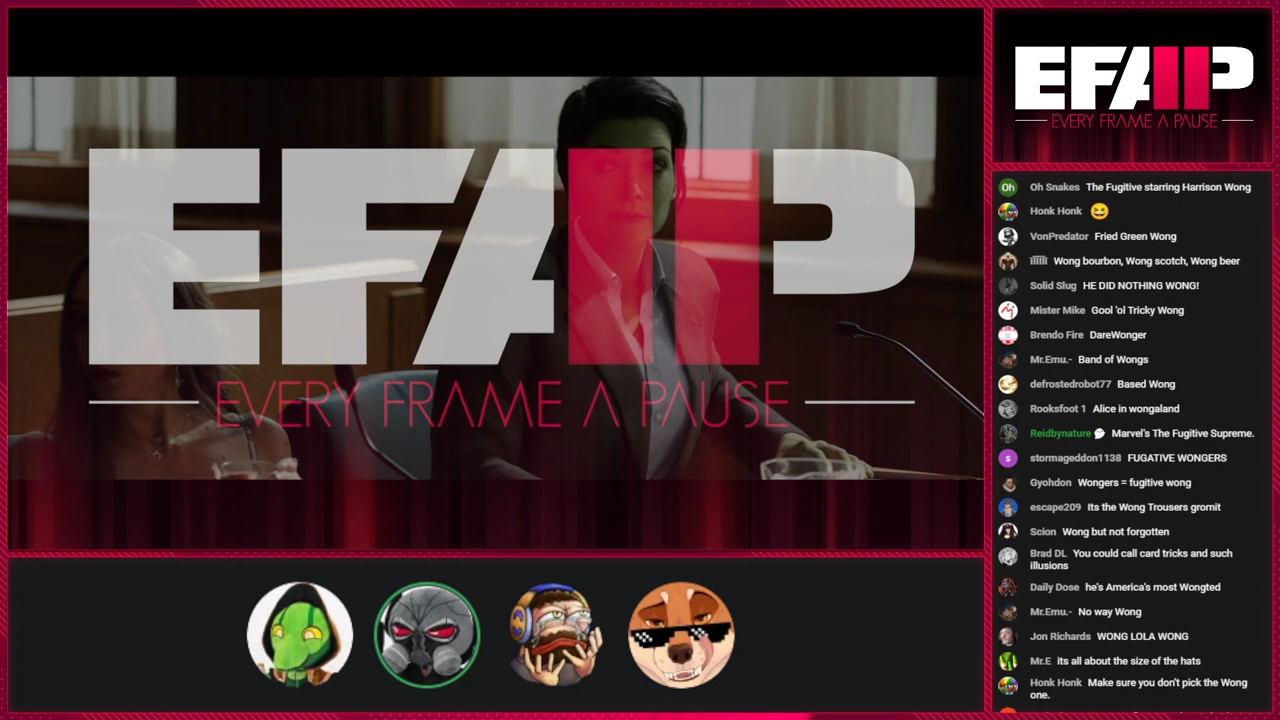 EFAP
EVERY FRAME A PAUSE
EFAP
EVERY FRAME A PAUSE
Oh
Oh Snakes The Fugitive starring Harrison Wong
Honk Honk
VonPredator Fried Green Wong
Wong bourbon, Wong scotch, Wong beer
Solid Slug HE DID NOTHING WONG!
Mister Mike Gool 'ol Tricky Wong
Brendo Fire DareWonger
Mr.Emu.- Band of Wongs
defrostedrobot77 Based Wong
Rooksfoot 1 Alice in wongaland
Reidbynature Marvel's The Fugitive Supreme.
s
stormageddon1138 FUGATIVE WONGERS
Gyohdon Wongers = fugitive wong
escape209 Its the Wong Trousers gromit
Scion Wong but not forgotten
Brad DL You could call card tricks and such
illusions
Daily Dose he's America's most Wongted
Mr.Emu.- No way Wong
Jon Richards WONG LOLA WONG
Mr.E its all about the size of the hats
Honk Honk Make sure you don't pick the Wong
one.